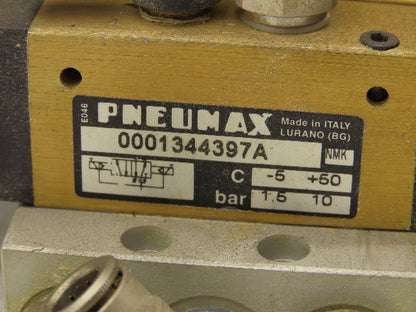 E046
PNEUMAX Made in ITALY
LURANO (BG)
0001344397A NMK
C -5 +50
bar 1,5 10